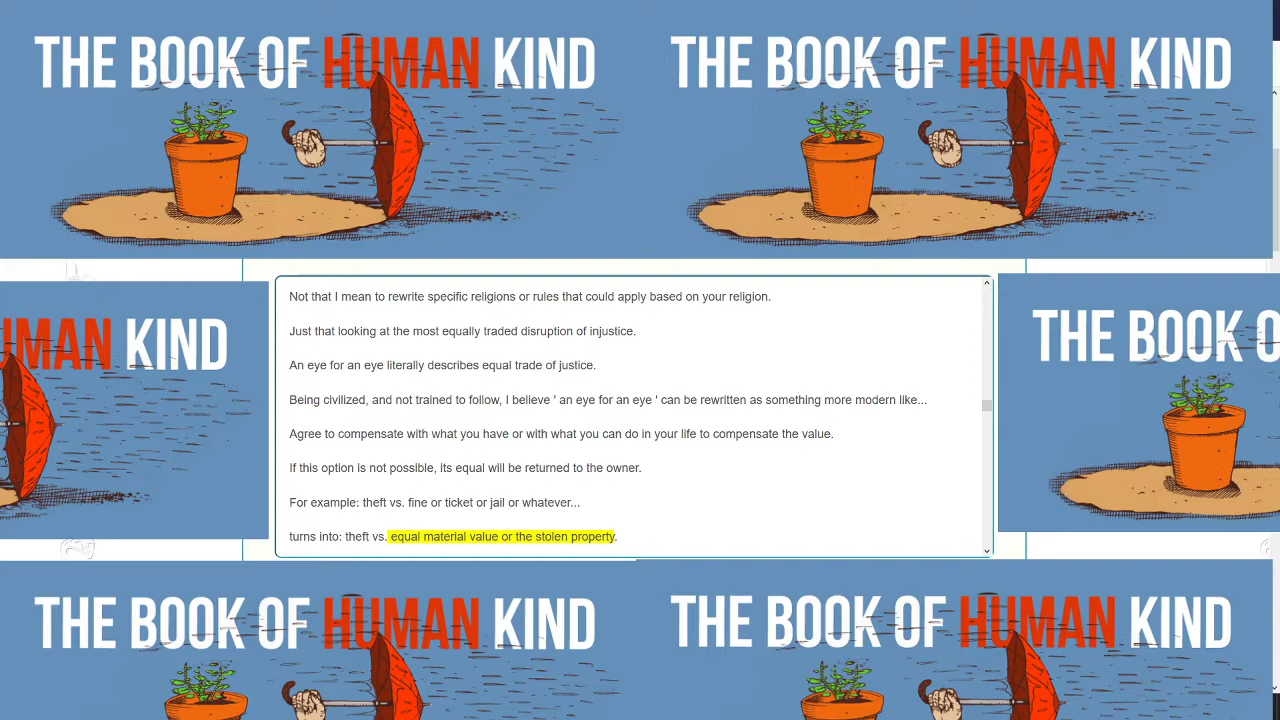 THE BOOK OF HUMAN KIND
THE BOOK OF HUMAN KIND
Not that I mean to rewrite specific religions or rules that could apply based on your religion.
Just that looking at the most equally traded disruption of injustice.
An eye for an eye literally describes equal trade of justice.
Being civilized, and not trained to follow, I believe ' an eye for an eye ' can be rewritten as something more modern like...
Agree to compensate with what you have or with what you can do in your life to compensate the value.
If this option is not possible, its equal will be returned to the owner.
For example: theft vs. fine or ticket or jail or whatever...
turns into: theft vs. equal material value or the stolen property.
UMAN KIND
THE BOOK O
THE BOOK OF HUMAN KIND
THE BOOK OF HUMAN KIND